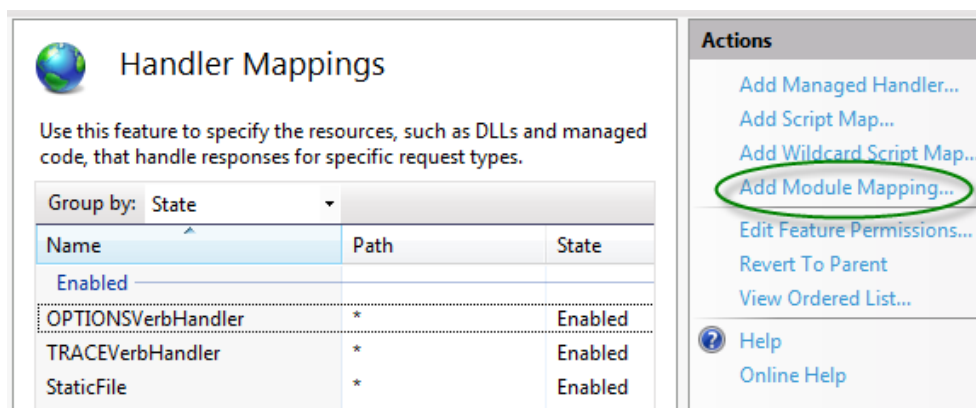 Handler Mappings
Use this feature to specify the resources, such as DLLs and managed
code, that handle responses for specific request types.
Group by: State
Name Path State
Enabled
OPTIONSVerbHandler * Enabled
TRACEVerbHandler * Enabled
StaticFile * Enabled
Actions
Add Managed Handler...
Add Script Map...
Add Wildcard Script Map...
Add Module Mapping...
Edit Feature Permissions...
Revert To Parent
View Ordered List...
Help
Online Help